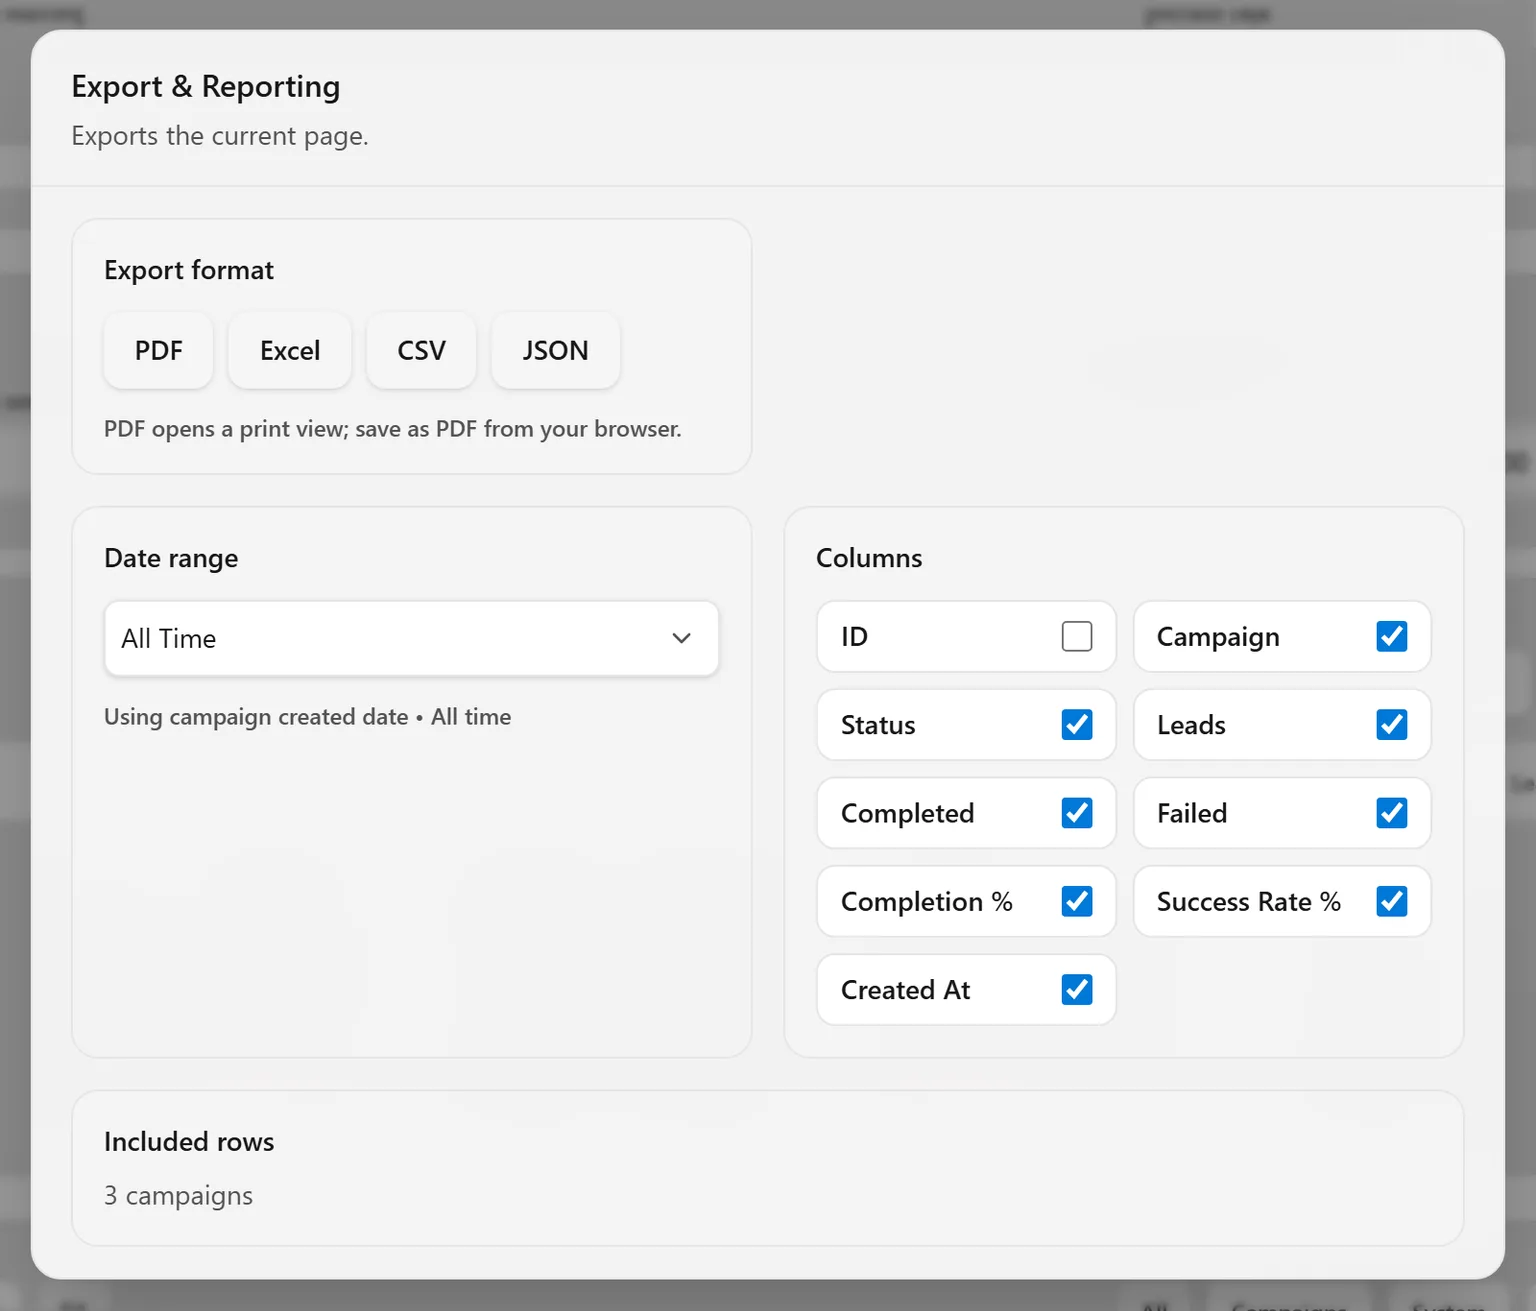 Export & Reporting
Exports the current page.
Export format
PDF
Excel
CSV
JSON
PDF opens a print view; save as PDF from your browser.
Date range
All Time
Using campaign created date • All time
Columns
ID
Campaign
Status
Leads
Completed
Failed
Completion %
Success Rate %
Created At
Included rows
3 campaigns